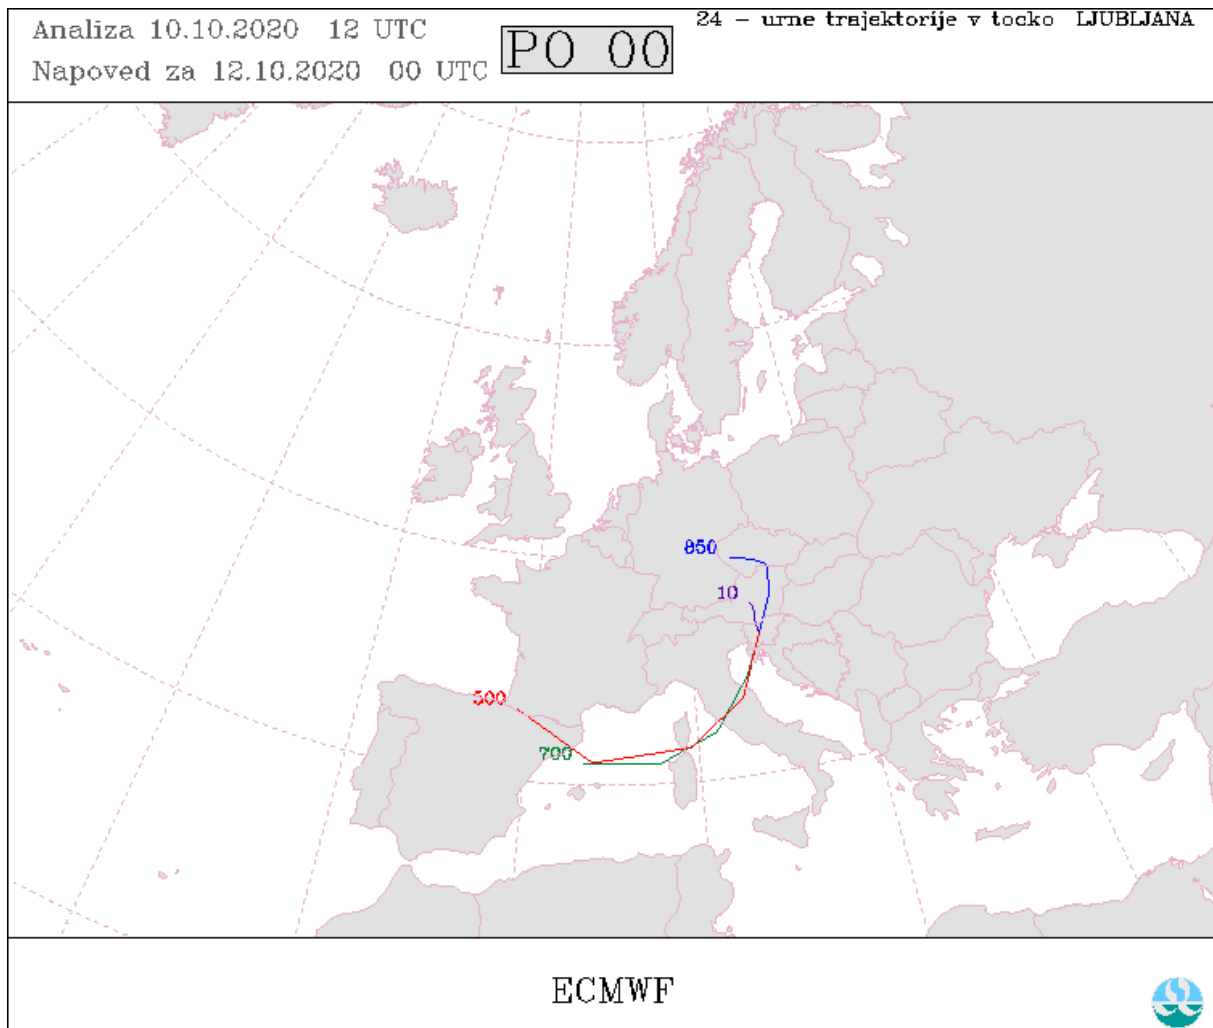 24 - urne trajektorije v tocko LJUBLJANA
Analiza 10.10.2020 12 UTC
PO 00
Napoved za 12.10.2020 00 UTC
850
10
500
700
ECMWF